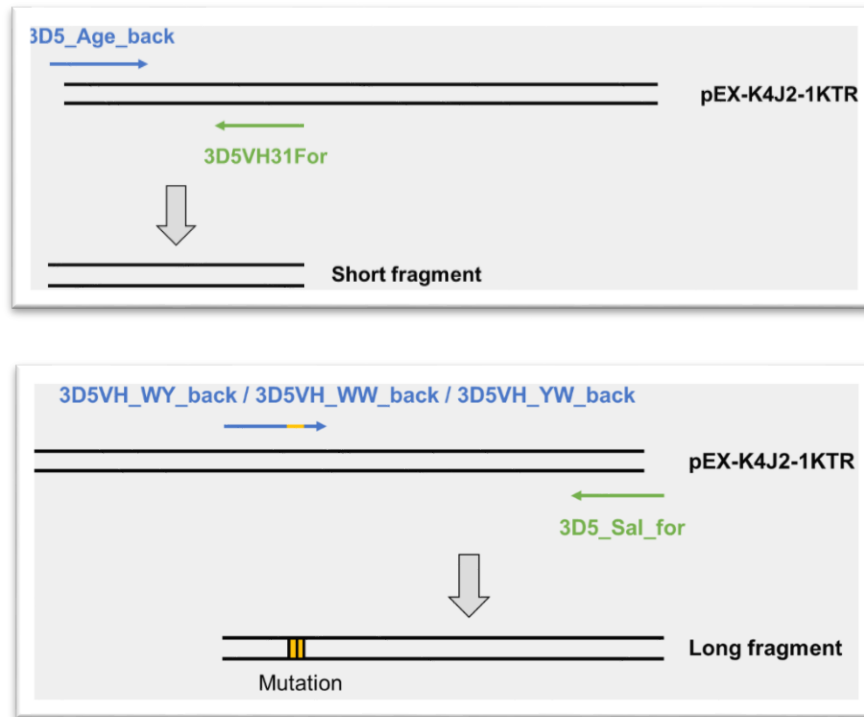 3D5_Age_back
pEX-K4J2-1KTR
3D5VH31For
Short fragment
3D5VH_WY_back / 3D5VH_WW_back / 3D5VH_YW_back
pEX-K4J2-1KTR
3D5_Sal_for
Long fragment
Mutation